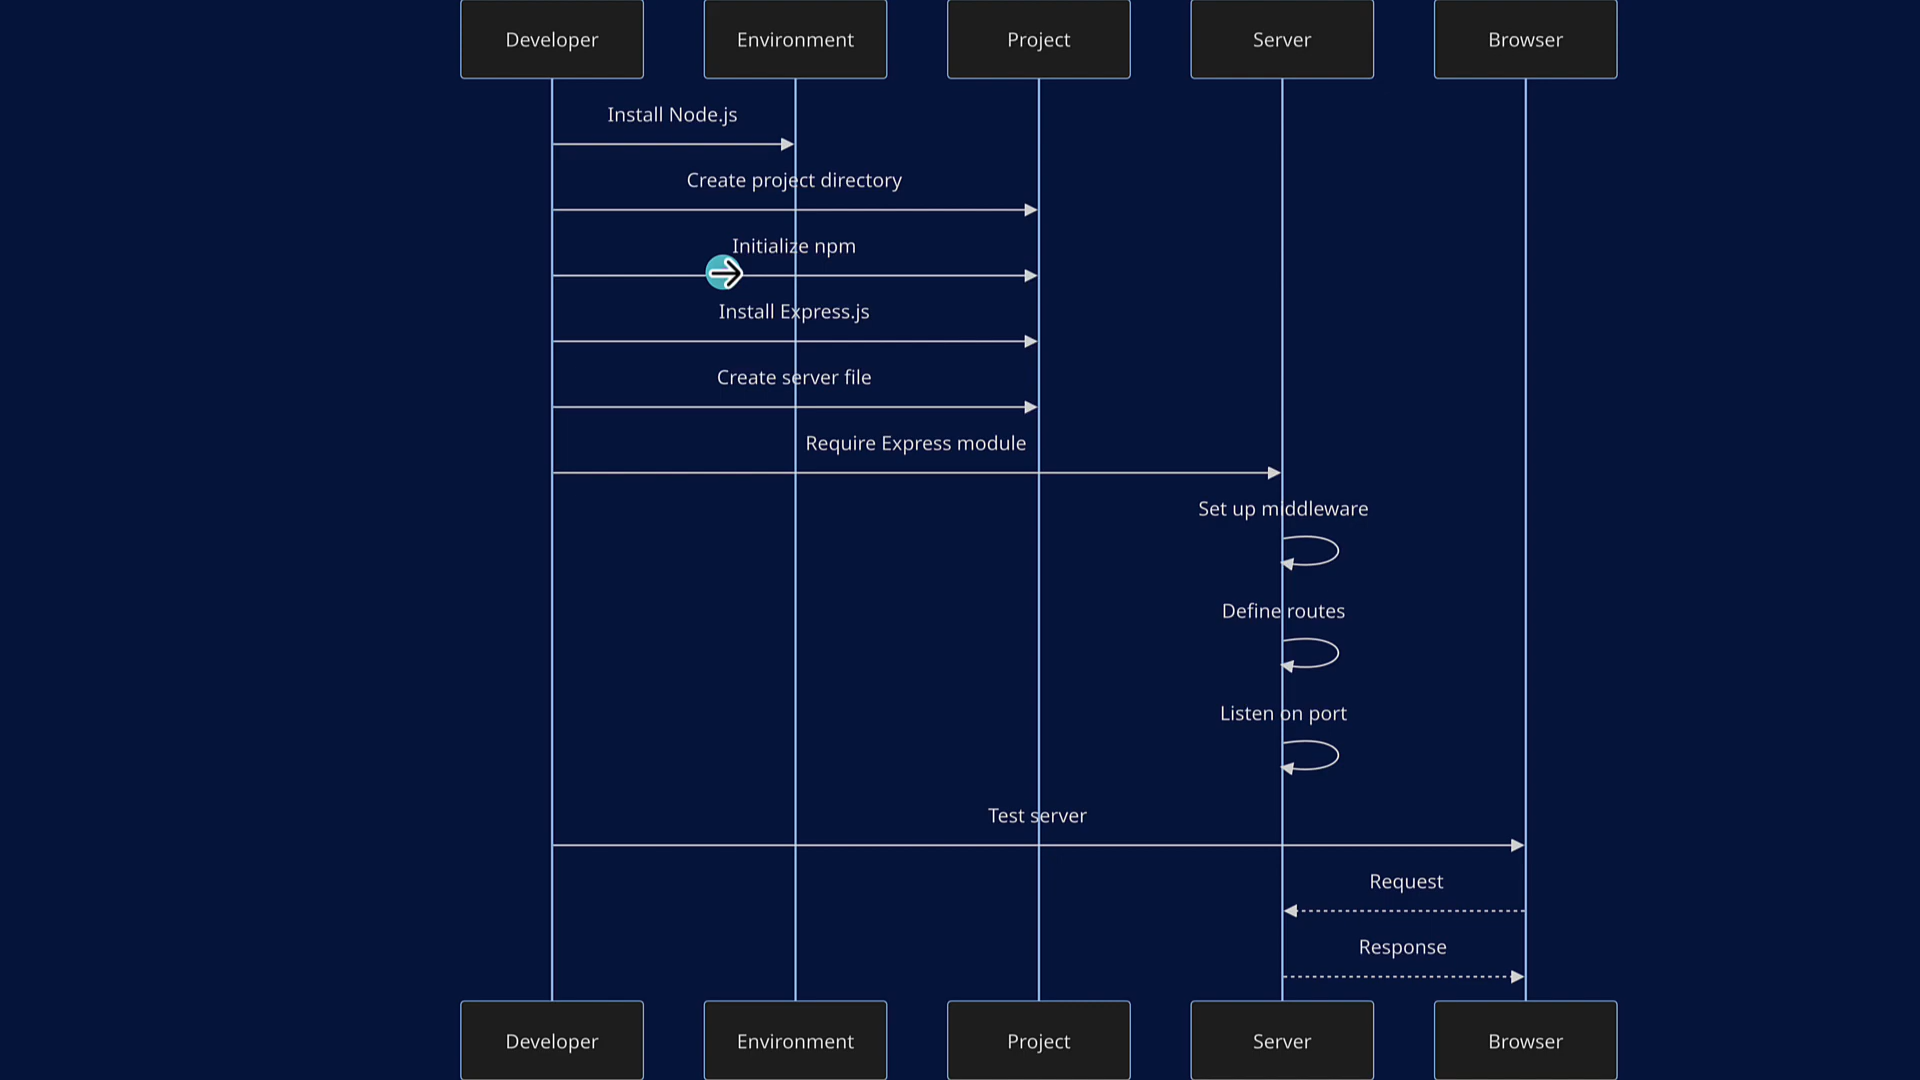 Developer
Environment
Project
Server
Browser
Install Node.js
Create project directory
Initialize npm
Install Express.js
Create server file
Require Express module
Set up middleware
Define routes
Listen on port
Test server
Request
Response
Developer
Environment
Project
Server
Browser